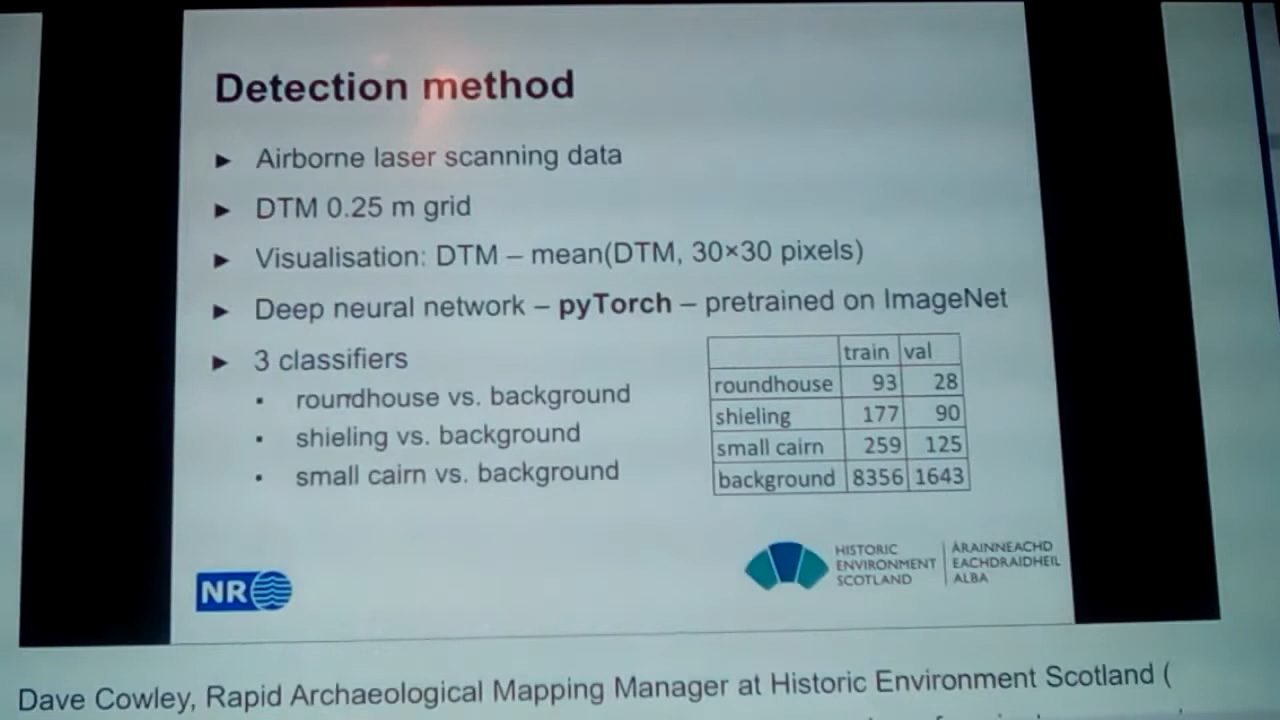 Detection method
► Airborne laser scanning data
► DTM 0.25 m grid
► Visualisation: DTM – mean(DTM, 30×30 pixels)
► Deep neural network – pyTorch – pretrained on ImageNet
► 3 classifiers
• roundhouse vs. background
• shieling vs. background
• small cairn vs. background
train val
roundhouse 93 28
shieling 177 90
small cairn 259 125
background 8356 1643
NR
HISTORIC
ENVIRONMENT
SCOTLAND
ÀRAINNEACHD
EACHDRAIDHEIL
ALBA
Dave Cowley, Rapid Archaeological Mapping Manager at Historic Environment Scotland (